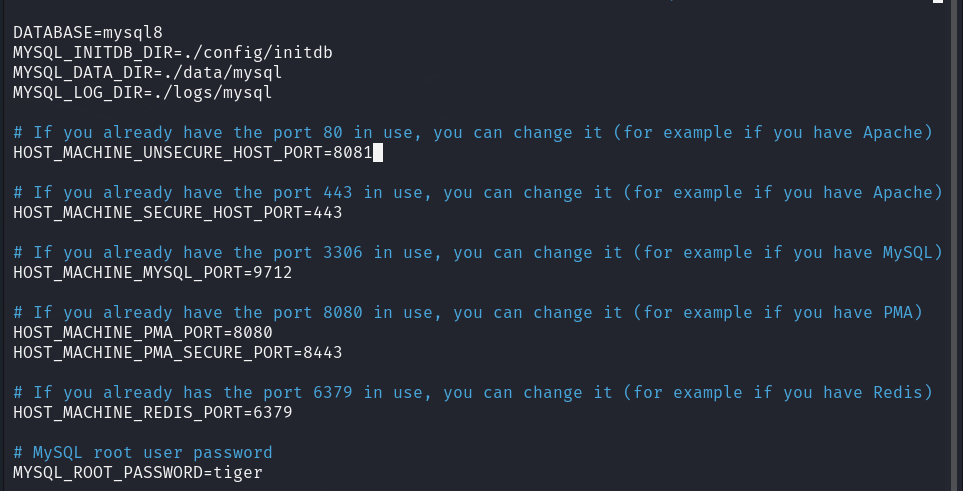 DATABASE=mysql8
MYSQL_INITDB_DIR=./config/initdb
MYSQL_DATA_DIR=./data/mysql
MYSQL_LOG_DIR=./logs/mysql
# If you already have the port 80 in use, you can change it (for example if you have Apache)
HOST_MACHINE_UNSECURE_HOST_PORT=8081
# If you already have the port 443 in use, you can change it (for example if you have Apache)
HOST_MACHINE_SECURE_HOST_PORT=443
# If you already have the port 3306 in use, you can change it (for example if you have MySQL)
HOST_MACHINE_MYSQL_PORT=9712
# If you already have the port 8080 in use, you can change it (for example if you have PMA)
HOST_MACHINE_PMA_PORT=8080
HOST_MACHINE_PMA_SECURE_PORT=8443
# If you already has the port 6379 in use, you can change it (for example if you have Redis)
HOST_MACHINE_REDIS_PORT=6379
# MySQL root user password
MYSQL_ROOT_PASSWORD=tiger